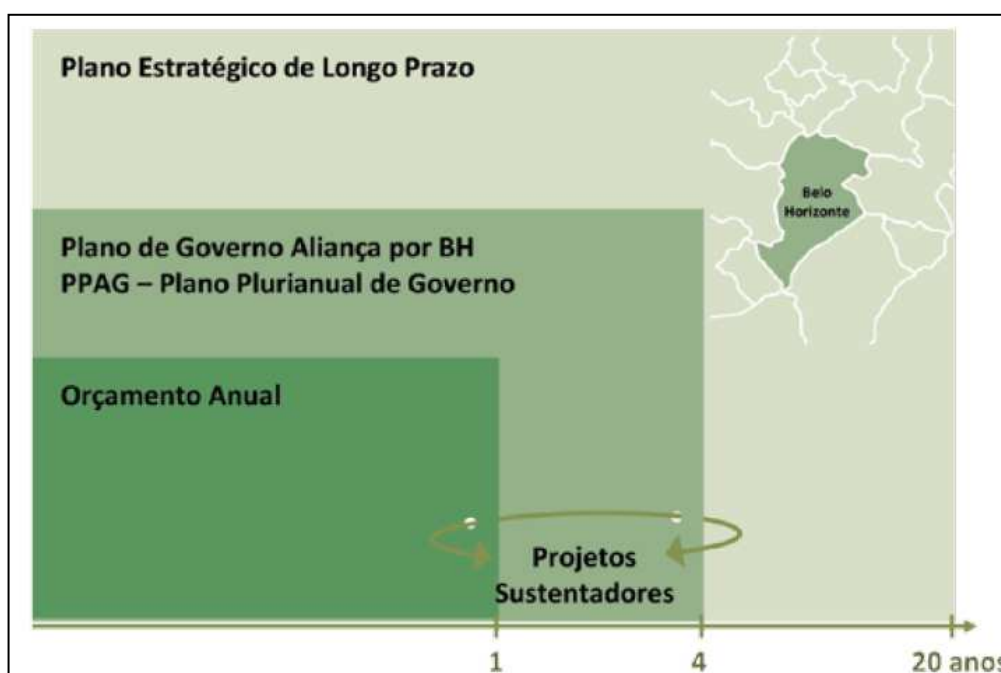 Plano Estratégico de Longo Prazo
Belo
Horizonte
Plano de Governo Aliança por BH
PPAG – Plano Plurianual de Governo
Orçamento Anual
Projetos
Sustentadores
1
4
20 anos